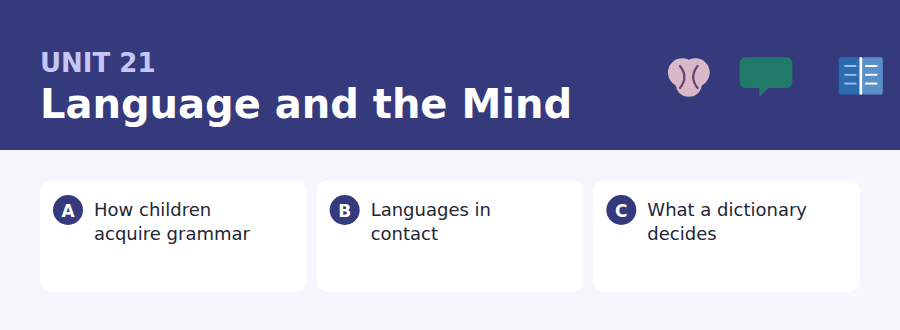 UNIT 21
Language and the Mind
A
How children
acquire grammar
B
Languages in
contact
C
What a dictionary
decides